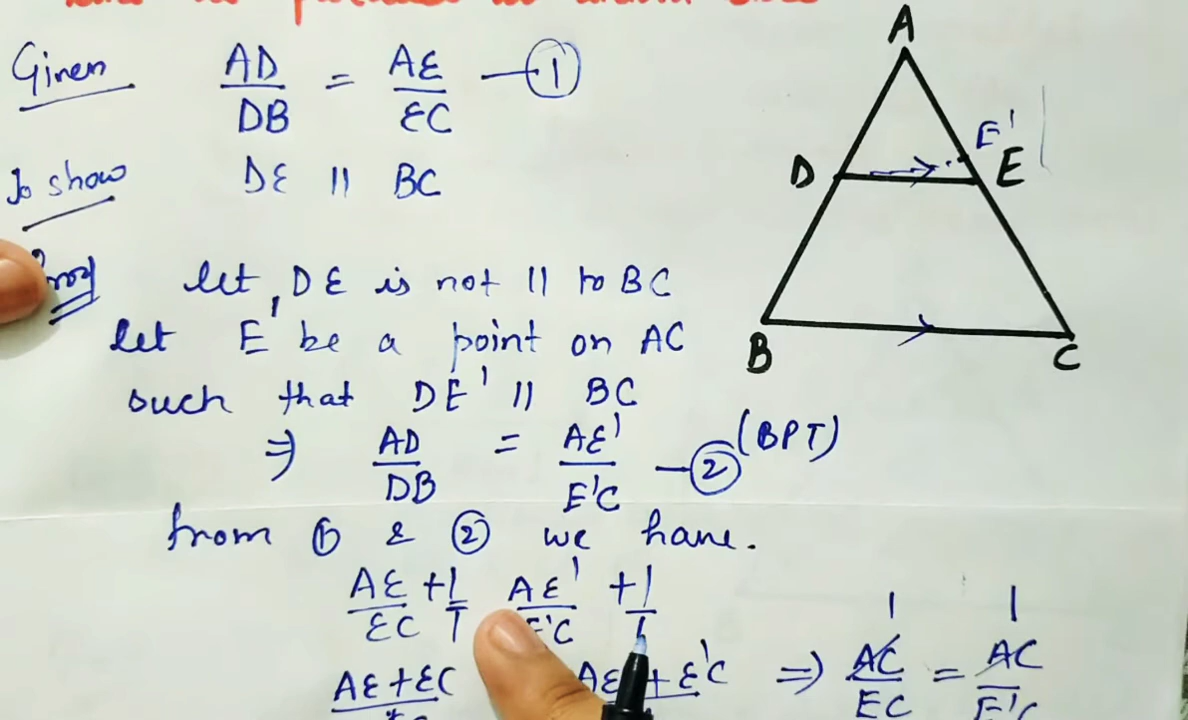 Given AD/DB = AE/EC — ①
To show DE || BC
let, DE is not || to BC
let E' be a point on AC
such that DE' || BC
⇒ AD/DB = AE'/E'C — ② (BPT)
from ① & ② we have.
AE/EC + 1/1 AE'/E'C + 1/1
AE+EC AE + E'C ⇒ AC/EC = AC/E'C
1 1
A
E'
D E
B C